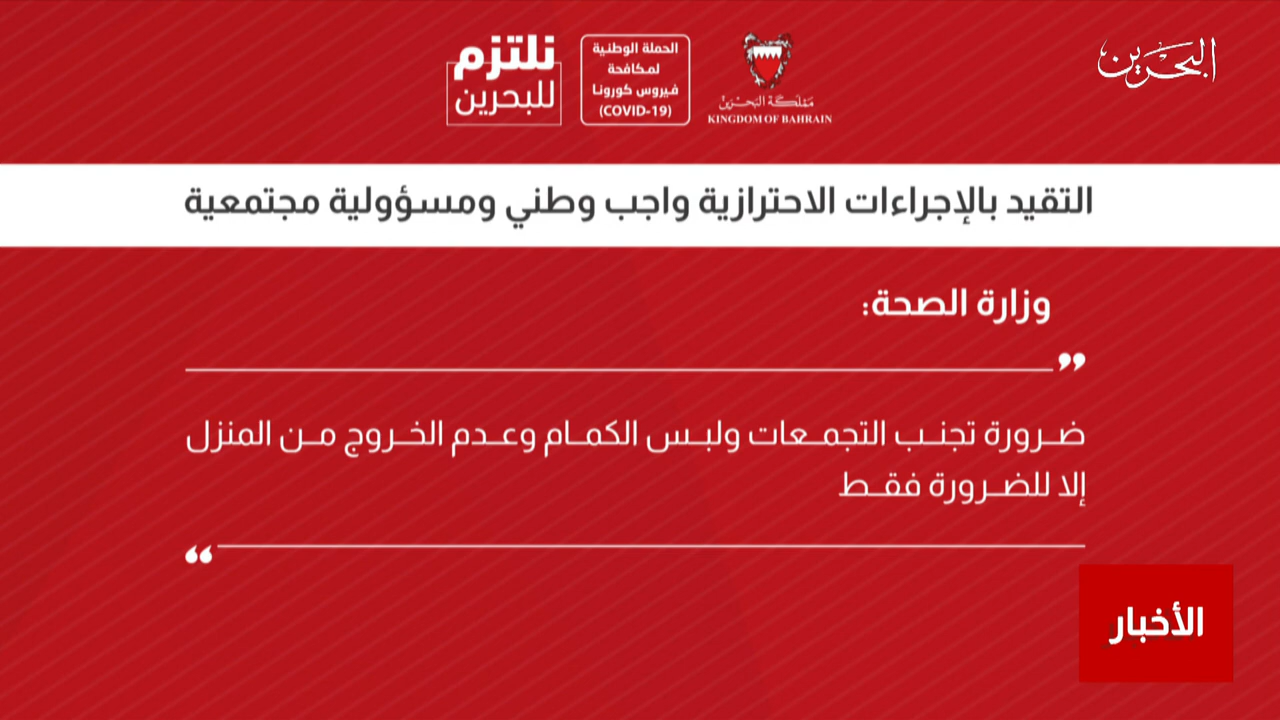 البحرين
مملكة البحرين
KINGDOM OF BAHRAIN
الحملة الوطنية
لمكافحة
فيروس كورونا
(COVID-19)
نلتزم
للبحرين
التقيد بالإجراءات الاحترازية واجب وطني ومسؤولية مجتمعية
وزارة الصحة:
”
ضرورة تجنب التجمعات ولبس الكمام وعدم الخروج من المنزل
إلا للضرورة فقط
“
الأخبار